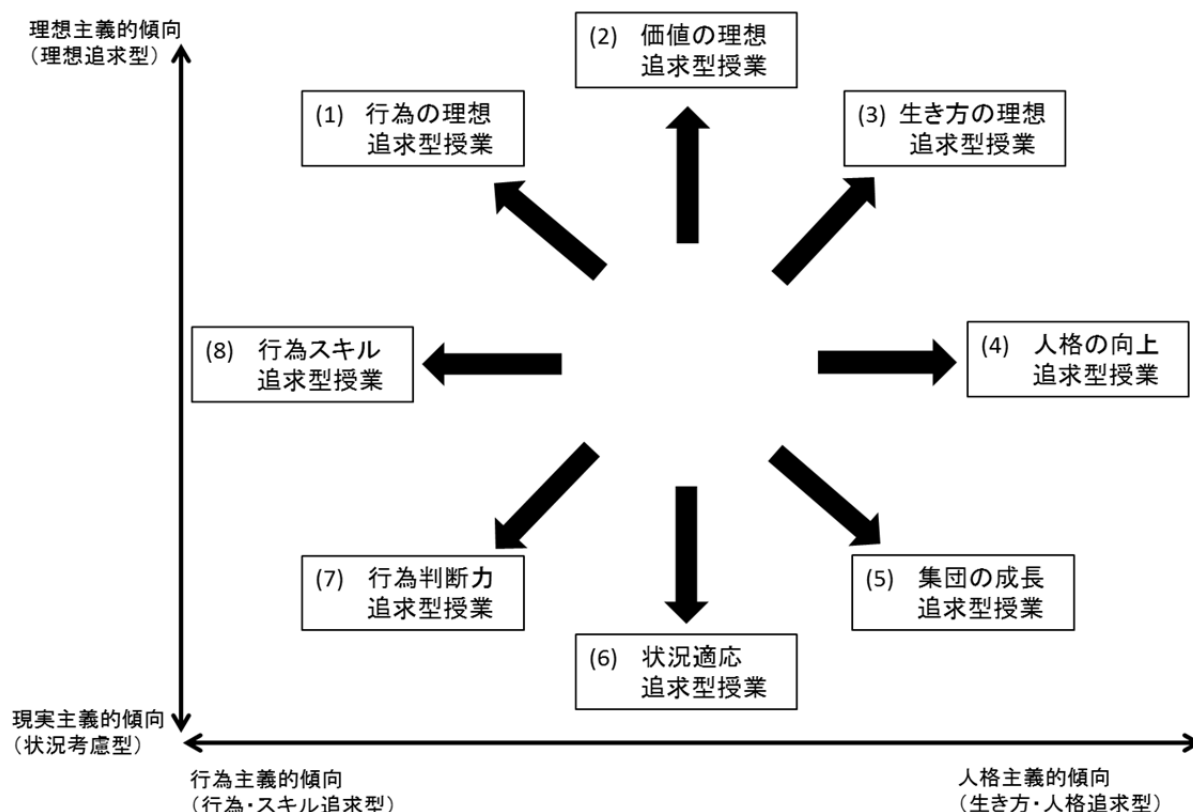 理想主義的傾向
（理想追求型）
(2) 価値の理想
追求型授業
(1) 行為の理想
追求型授業
(3) 生き方の理想
追求型授業
(8) 行為スキル
追求型授業
(4) 人格の向上
追求型授業
(7) 行為判断力
追求型授業
(5) 集団の成長
追求型授業
(6) 状況適応
追求型授業
現実主義的傾向
（状況考慮型）
行為主義的傾向
（行為・スキル追求型）
人格主義的傾向
（生き方・人格追求型）